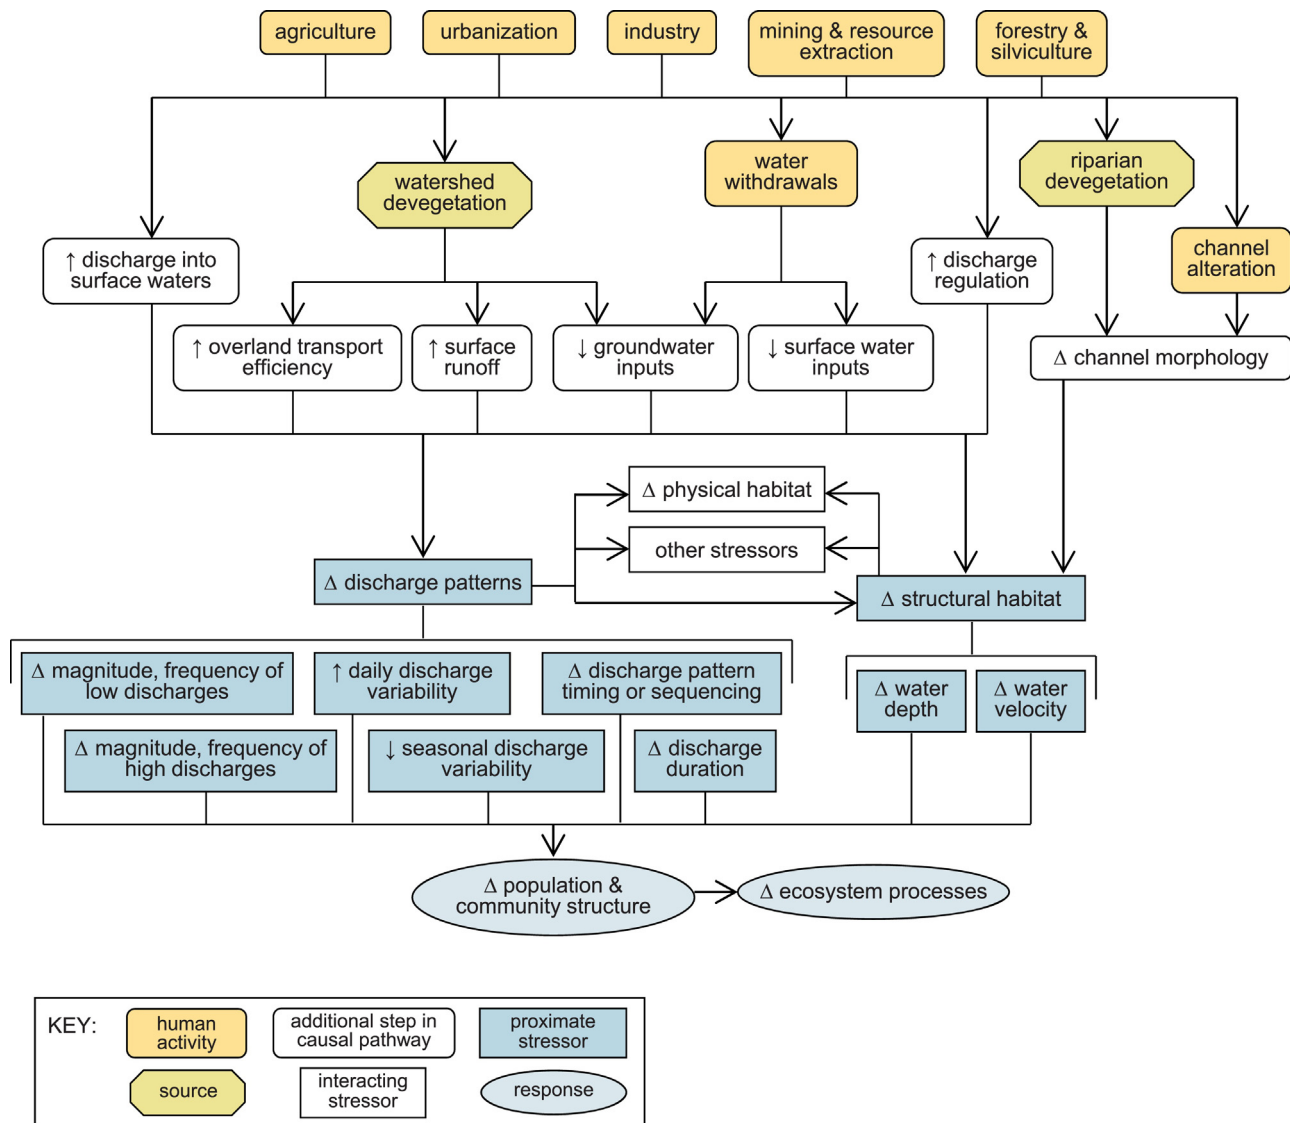 agriculture
urbanization
industry
mining & resource
extraction
forestry &
silviculture
watershed
devegetation
water
withdrawals
riparian
devegetation
↑ discharge into
surface waters
↑ discharge
regulation
channel
alteration
↑ overland transport
efficiency
↑ surface
runoff
↓ groundwater
inputs
↓ surface water
inputs
Δ channel morphology
Δ physical habitat
other stressors
Δ discharge patterns
Δ structural habitat
Δ magnitude, frequency of
low discharges
↑ daily discharge
variability
Δ discharge pattern
timing or sequencing
Δ water
depth
Δ water
velocity
Δ magnitude, frequency of
high discharges
↓ seasonal discharge
variability
Δ discharge
duration
Δ population &
community structure
Δ ecosystem processes
KEY:
human
activity
additional step in
causal pathway
proximate
stressor
source
interacting
stressor
response